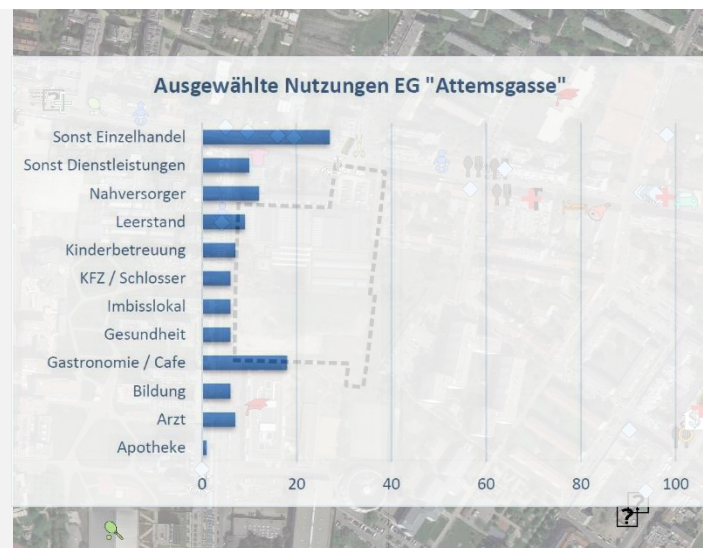 Ausgewählte Nutzungen EG "Attemsgasse"
Sonst Einzelhandel
Sonst Dienstleistungen
Nahversorger
Leerstand
Kinderbetreuung
KFZ / Schlosser
Imbisslokal
Gesundheit
Gastronomie / Cafe
Bildung
Arzt
Apotheke
0 20 40 60 80 100
?
?